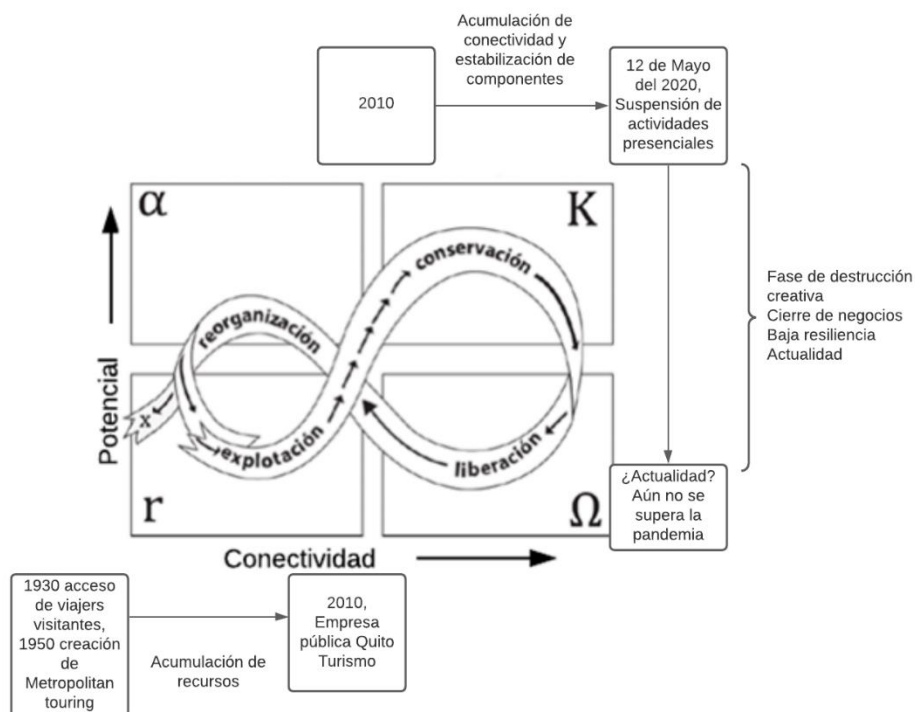 Acumulación de
conectividad y
estabilización de
componentes
2010
12 de Mayo
del 2020,
Suspensión de
actividades
presenciales
α
K
conservación
reorganización
Fase de destrucción
creativa
Cierre de negocios
Baja resiliencia
Actualidad
Potencial
x
explotación
liberación
r
Ω
¿Actualidad?
Aún no se
supera la
pandemia
Conectividad
1930 acceso
de viajers
visitantes,
1950 creación
de
Metropolitan
touring
Acumulación de
recursos
2010,
Empresa
pública Quito
Turismo